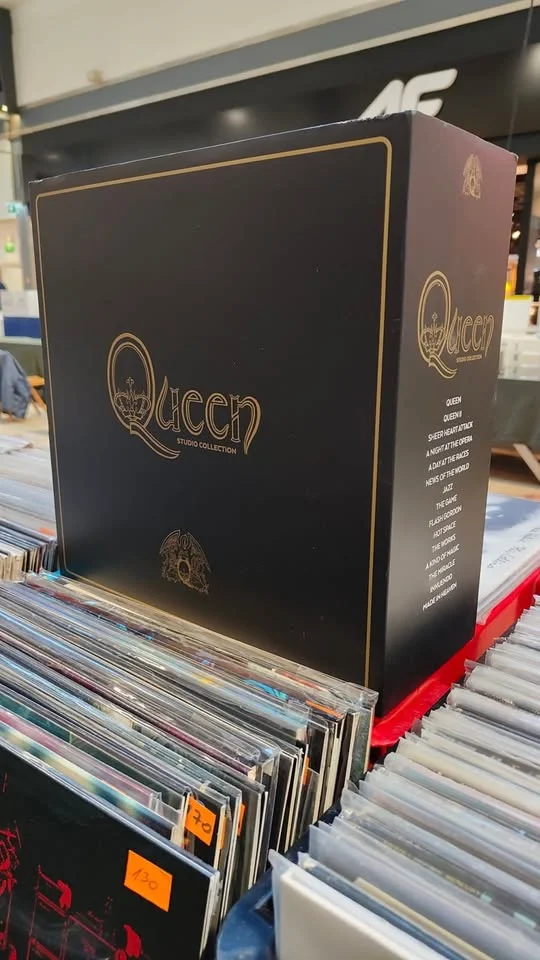 Queen
STUDIO COLLECTION
Queen
STUDIO COLLECTION
QUEEN
QUEEN II
SHEER HEART ATTACK
A NIGHT AT THE OPERA
A DAY AT THE RACES
NEWS OF THE WORLD
JAZZ
THE GAME
FLASH GORDON
HOT SPACE
THE WORKS
A KIND OF MAGIC
THE MIRACLE
INNUENDO
MADE IN HEAVEN
70
130